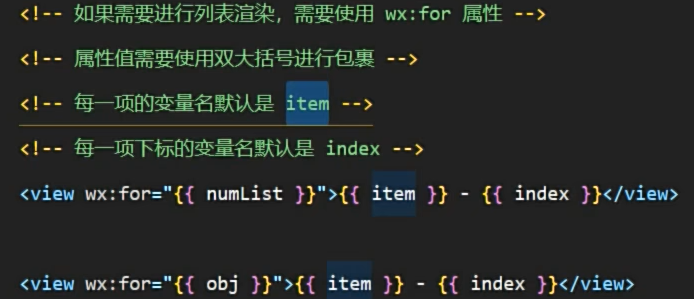 <!-- 如果需要进行列表渲染，需要使用 wx:for 属性 -->
<!-- 属性值需要使用双大括号进行包裹 -->
<!-- 每一项的变量名默认是 item -->
<!-- 每一项下标的变量名默认是 index -->
<view wx:for="{{ numList }}">{{ item }} - {{ index }}</view>
<view wx:for="{{ obj }}">{{ item }} - {{ index }}</view>